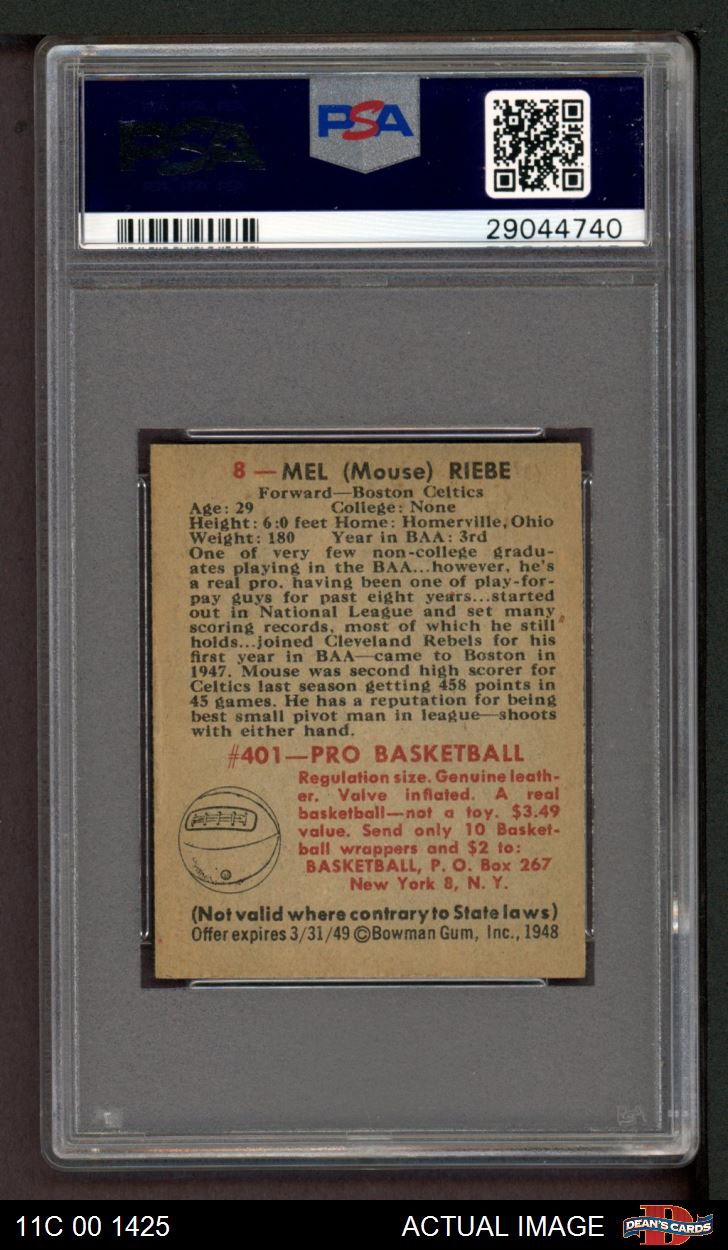 PSA
PSA
29044740
8 — MEL (Mouse) RIEBE
Forward—Boston Celtics
Age: 29 College: None
Height: 6:0 feet Home: Homerville, Ohio
Weight: 180 Year in BAA: 3rd
One of very few non-college gradu-
ates playing in the BAA...however, he's
a real pro, having been one of play-for-
pay guys for past eight years...started
out in National League and set many
scoring records, most of which he still
holds...joined Cleveland Rebels for his
first year in BAA—came to Boston in
1947. Mouse was second high scorer for
Celtics last season getting 458 points in
45 games. He has a reputation for being
best small pivot man in league—shoots
with either hand.
#401—PRO BASKETBALL
Regulation size. Genuine leath-
er. Valve inflated. A real
basketball—not a toy. $3.49
value. Send only 10 Basket-
ball wrappers and $2 to:
BASKETBALL, P. O. Box 267
New York 8, N. Y.
(Not valid where contrary to State laws)
Offer expires 3/31/49 ©Bowman Gum, Inc., 1948
11C 00 1425 ACTUAL IMAGE DEAN'S CARDS